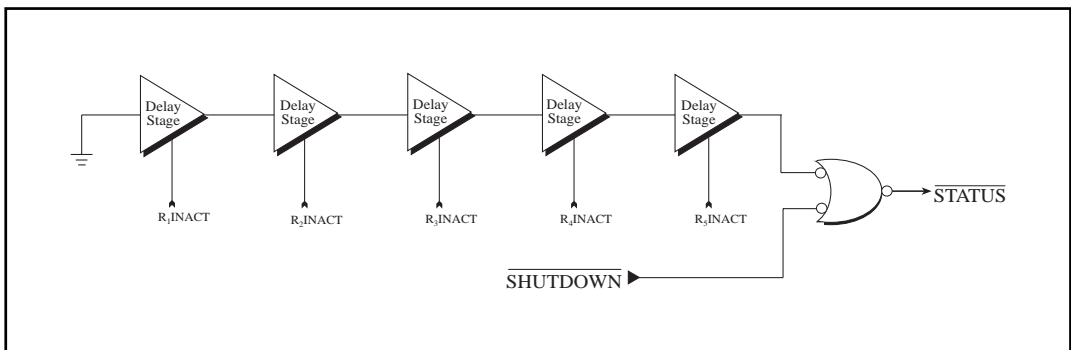 Delay
Stage
Delay
Stage
Delay
Stage
Delay
Stage
Delay
Stage
R₁INACT
R₂INACT
R₃INACT
R₄INACT
R₅INACT
STATUS
SHUTDOWN